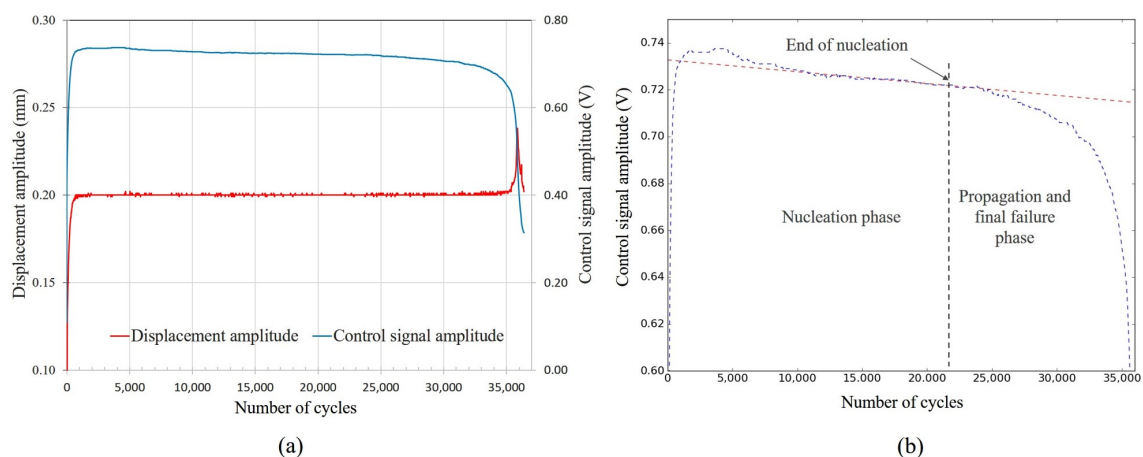 0.30
0.25
0.20
0.15
0.10
Displacement amplitude (mm)
0.80
0.60
0.40
0.20
0.00
Control signal amplitude (V)
Displacement amplitude
Control signal amplitude
0
5,000
10,000
15,000
20,000
25,000
30,000
35,000
Number of cycles
(a)
0.74
0.72
0.70
0.68
0.66
0.64
0.62
0.60
Control signal amplitude (V)
End of nucleation
Nucleation phase
Propagation and
final failure
phase
0
5,000
10,000
15,000
20,000
25,000
30,000
35,000
Number of cycles
(b)